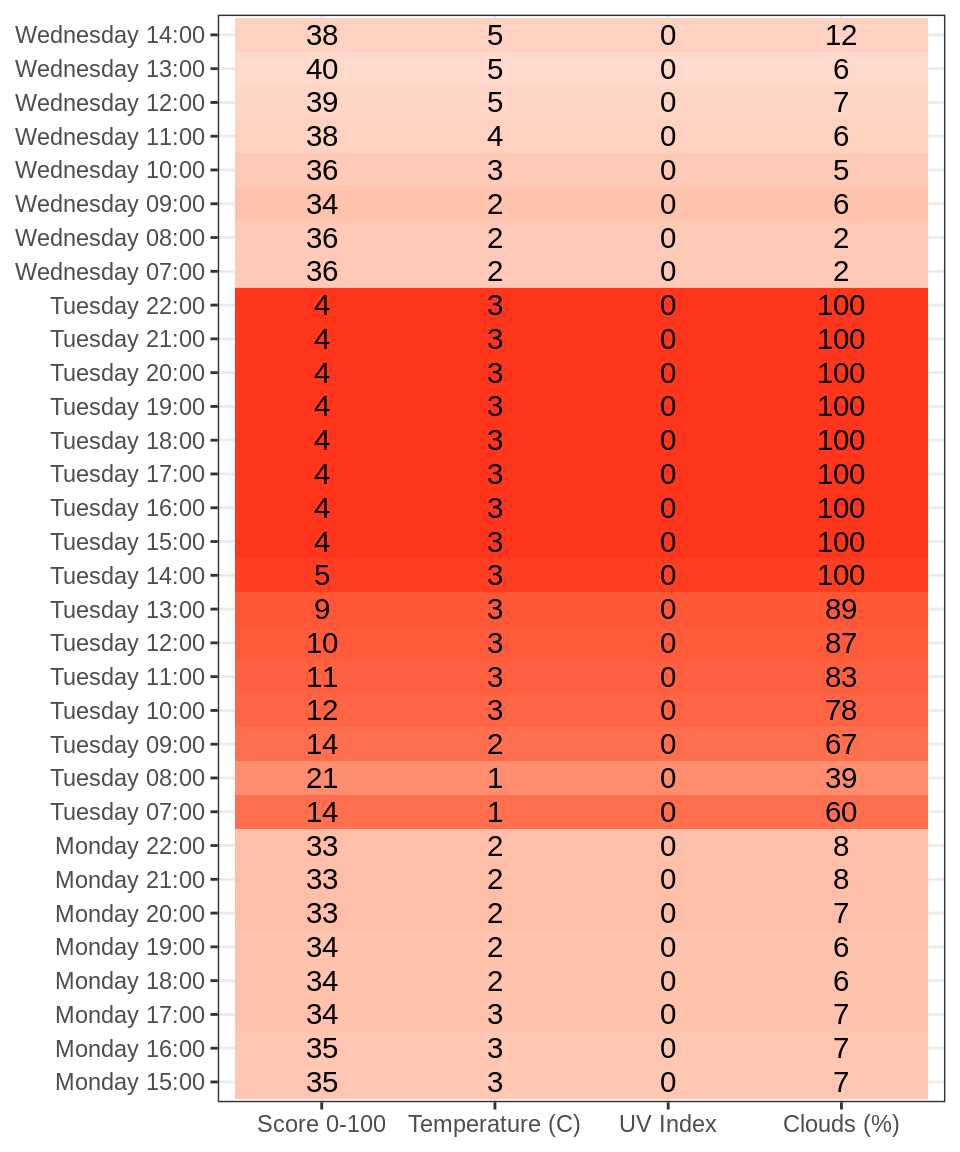 Wednesday 14:00 38 5 0 12
Wednesday 13:00 40 5 0 6
Wednesday 12:00 39 5 0 7
Wednesday 11:00 38 4 0 6
Wednesday 10:00 36 3 0 5
Wednesday 09:00 34 2 0 6
Wednesday 08:00 36 2 0 2
Wednesday 07:00 36 2 0 2
Tuesday 22:00 4 3 0 100
Tuesday 21:00 4 3 0 100
Tuesday 20:00 4 3 0 100
Tuesday 19:00 4 3 0 100
Tuesday 18:00 4 3 0 100
Tuesday 17:00 4 3 0 100
Tuesday 16:00 4 3 0 100
Tuesday 15:00 4 3 0 100
Tuesday 14:00 5 3 0 100
Tuesday 13:00 9 3 0 89
Tuesday 12:00 10 3 0 87
Tuesday 11:00 11 3 0 83
Tuesday 10:00 12 3 0 78
Tuesday 09:00 14 2 0 67
Tuesday 08:00 21 1 0 39
Tuesday 07:00 14 1 0 60
Monday 22:00 33 2 0 8
Monday 21:00 33 2 0 8
Monday 20:00 33 2 0 7
Monday 19:00 34 2 0 6
Monday 18:00 34 2 0 6
Monday 17:00 34 3 0 7
Monday 16:00 35 3 0 7
Monday 15:00 35 3 0 7
Score 0-100 Temperature (C) UV Index Clouds (%)